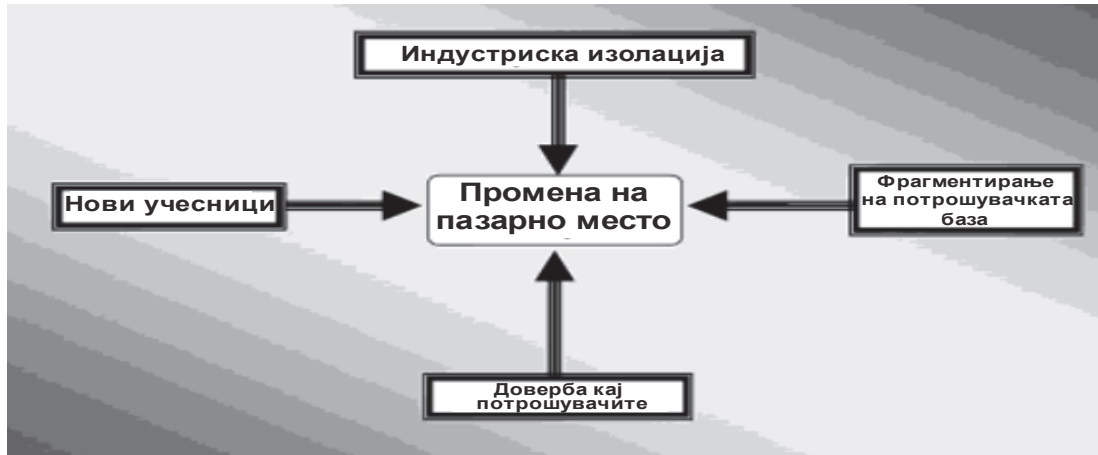 Индустриска изолација
Нови учесници
Промена на
пазарно место
Фрагментирање
на потрошувачката
база
Доверба кај
потрошувачите